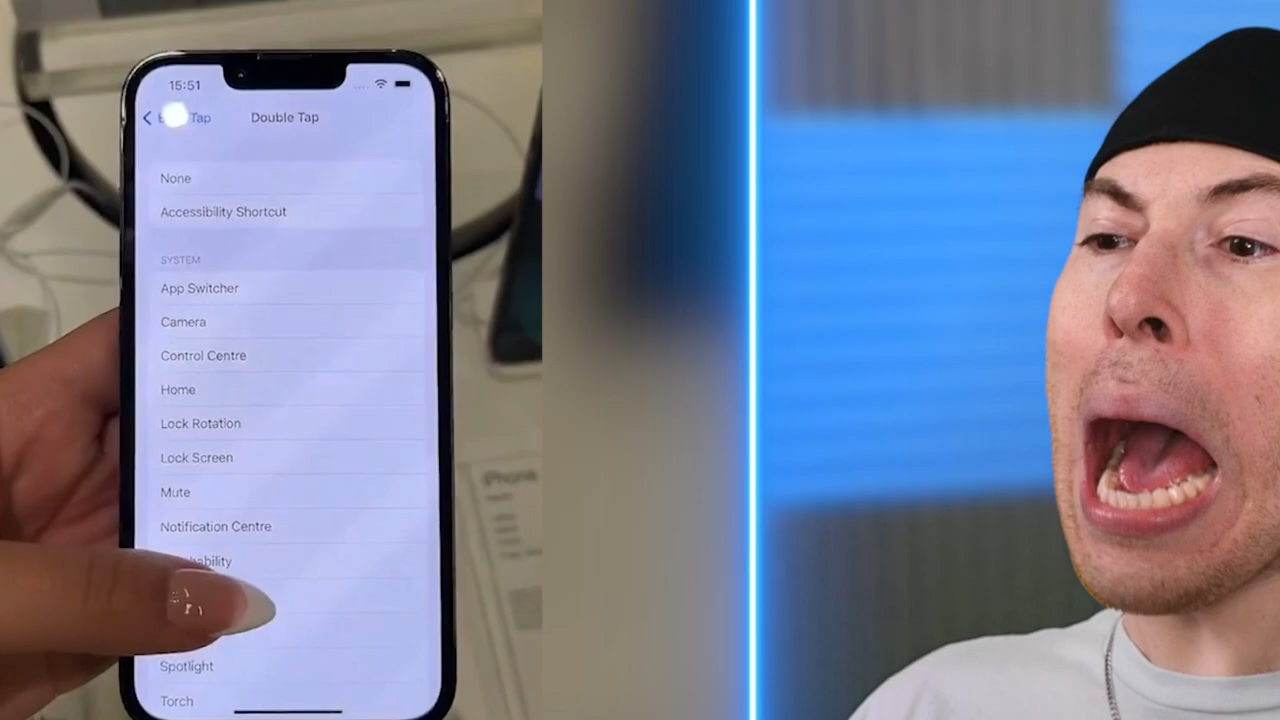 15:51
Tap
Double Tap
None
Accessibility Shortcut
SYSTEM
App Switcher
Camera
Control Centre
Home
Lock Rotation
Lock Screen
Mute
Notification Centre
Spotlight
Torch
iPhone